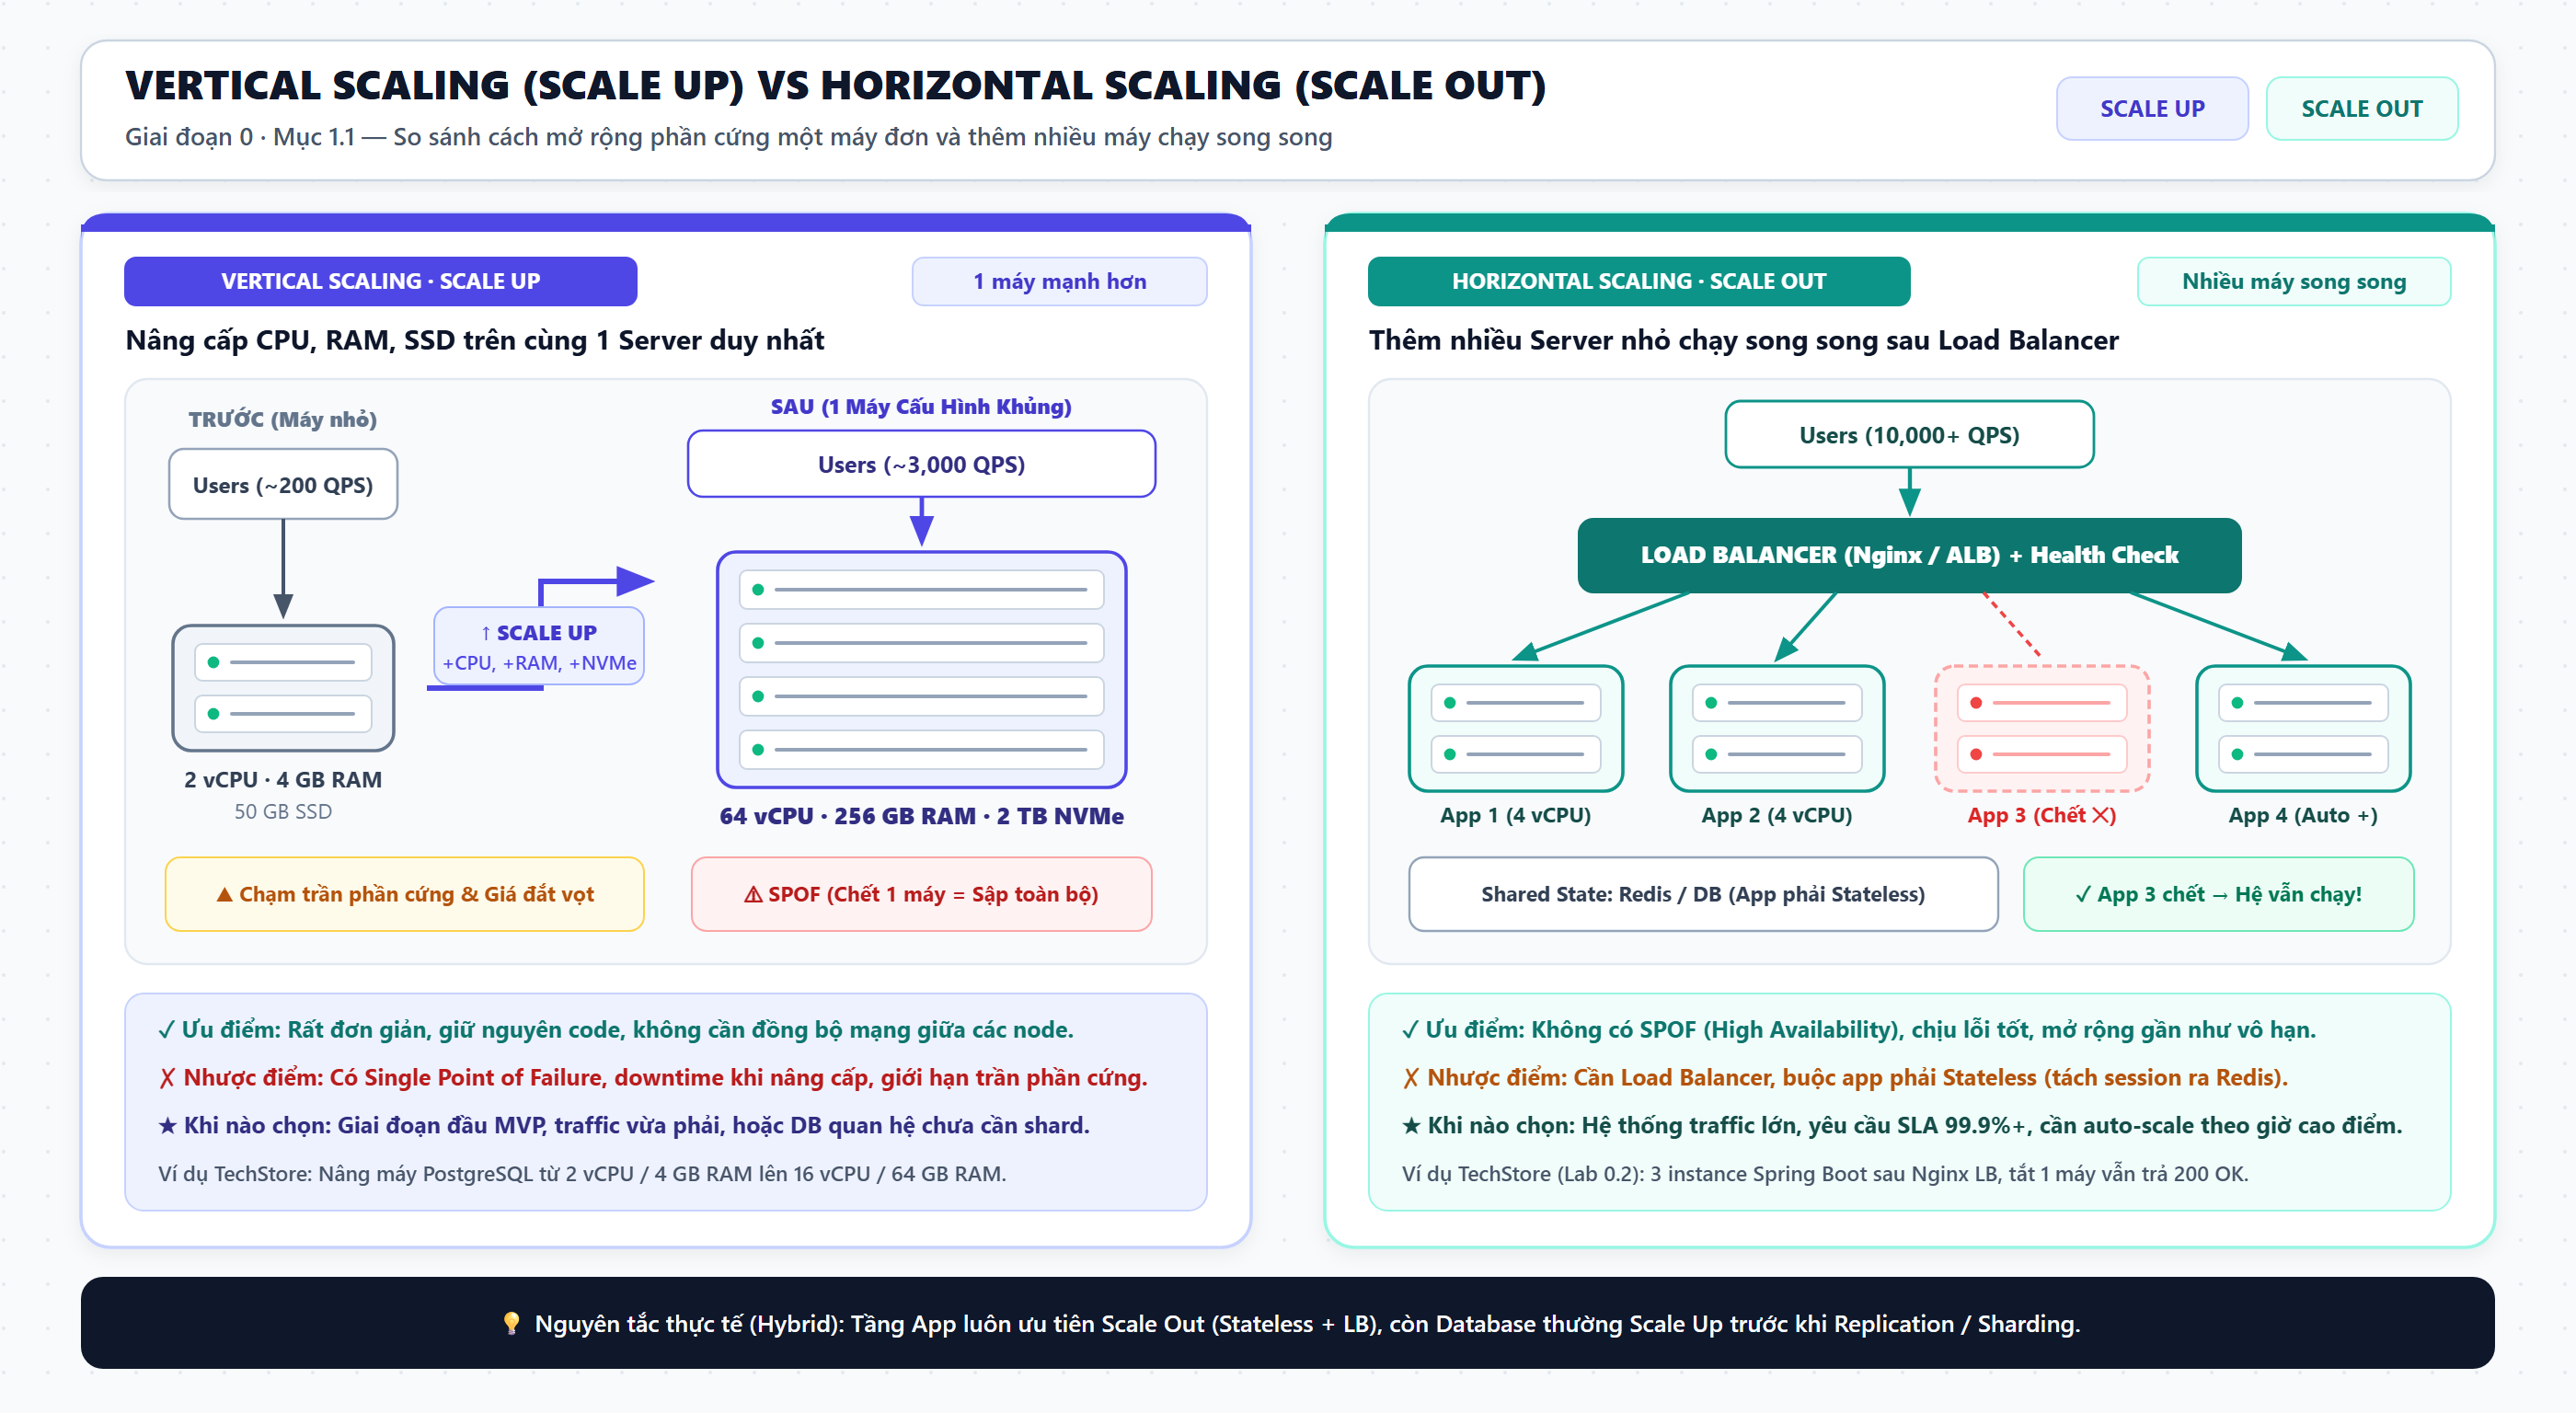 VERTICAL SCALING (SCALE UP) VS HORIZONTAL SCALING (SCALE OUT)
Giai đoạn 0 · Mục 1.1 — So sánh cách mở rộng phần cứng một máy đơn và thêm nhiều máy chạy song song
SCALE UP
SCALE OUT
VERTICAL SCALING · SCALE UP
1 máy mạnh hơn
Nâng cấp CPU, RAM, SSD trên cùng 1 Server duy nhất
TRƯỚC (Máy nhỏ)
Users (~200 QPS)
2 vCPU · 4 GB RAM
50 GB SSD
↑ SCALE UP
+CPU, +RAM, +NVMe
SAU (1 Máy Cấu Hình Khủng)
Users (~3,000 QPS)
64 vCPU · 256 GB RAM · 2 TB NVMe
▲ Chạm trần phần cứng & Giá đắt vọt
⚠ SPOF (Chết 1 máy = Sập toàn bộ)
✓ Ưu điểm: Rất đơn giản, giữ nguyên code, không cần đồng bộ mạng giữa các node.
✗ Nhược điểm: Có Single Point of Failure, downtime khi nâng cấp, giới hạn trần phần cứng.
★ Khi nào chọn: Giai đoạn đầu MVP, traffic vừa phải, hoặc DB quan hệ chưa cần shard.
Ví dụ TechStore: Nâng máy PostgreSQL từ 2 vCPU / 4 GB RAM lên 16 vCPU / 64 GB RAM.
HORIZONTAL SCALING · SCALE OUT
Nhiều máy song song
Thêm nhiều Server nhỏ chạy song song sau Load Balancer
Users (10,000+ QPS)
LOAD BALANCER (Nginx / ALB) + Health Check
App 1 (4 vCPU)
App 2 (4 vCPU)
App 3 (Chết ✕)
App 4 (Auto +)
Shared State: Redis / DB (App phải Stateless)
✓ App 3 chết → Hệ vẫn chạy!
✓ Ưu điểm: Không có SPOF (High Availability), chịu lỗi tốt, mở rộng gần như vô hạn.
✗ Nhược điểm: Cần Load Balancer, buộc app phải Stateless (tách session ra Redis).
★ Khi nào chọn: Hệ thống traffic lớn, yêu cầu SLA 99.9%+, cần auto-scale theo giờ cao điểm.
Ví dụ TechStore (Lab 0.2): 3 instance Spring Boot sau Nginx LB, tắt 1 máy vẫn trả 200 OK.
💡 Nguyên tắc thực tế (Hybrid): Tầng App luôn ưu tiên Scale Out (Stateless + LB), còn Database thường Scale Up trước khi Replication / Sharding.